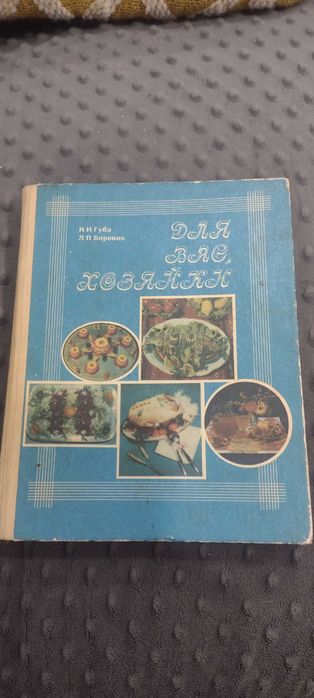 Н. И Губа
Л. П. Боровик
ДЛЯ
ВАС,
ХОЗЯЙКИ